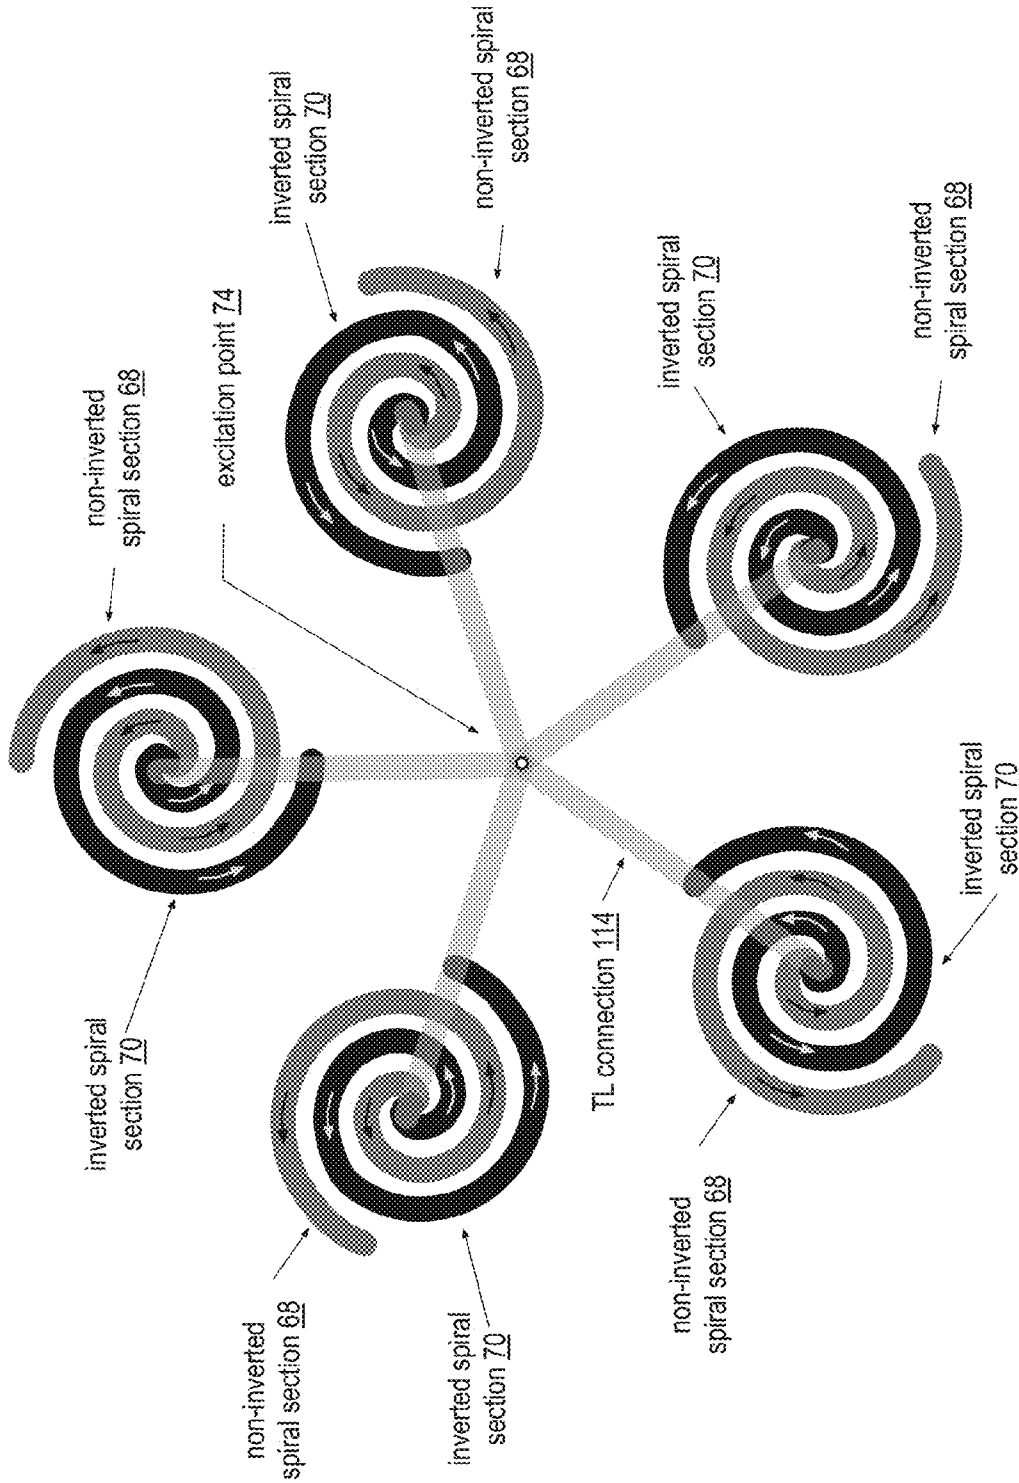 inverted spiral
section 70
non-inverted
spiral section 68
excitation point 74
non-inverted
spiral section 68
inverted spiral
section 70
inverted spiral
section 70
non-inverted spiral
section 68
TL connection 114
inverted spiral
section 70
non-inverted
spiral section 68
non-inverted
spiral section 68
inverted spiral
section 70